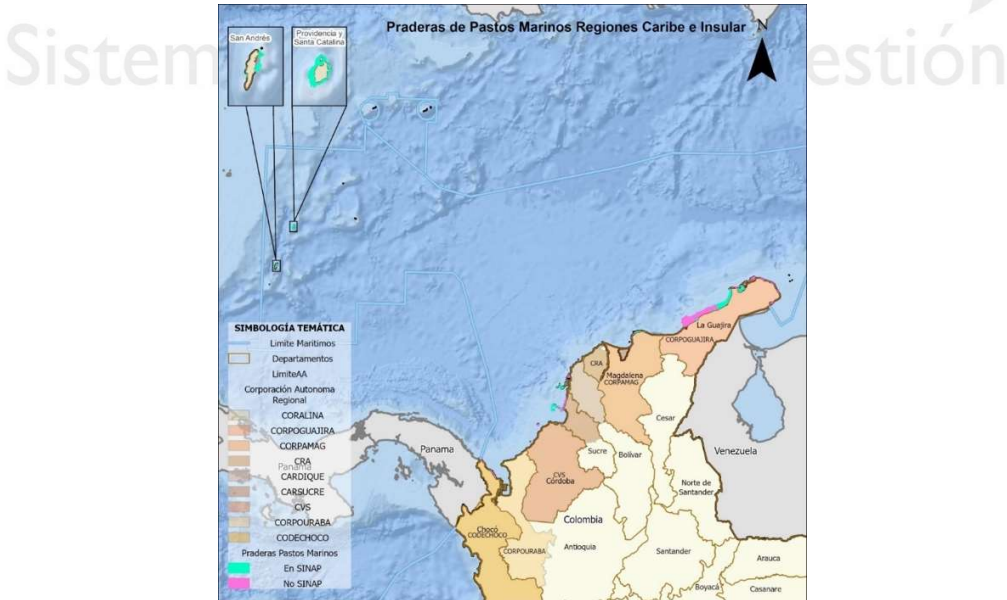 Sistem
estión
Praderas de Pastos Marinos Regiones Caribe e Insular
N
San Andrés
Providencia y
Santa Catalina
SIMBOLOGÍA TEMÁTICA
Limite Maritimos
Departamentos
LimiteAA
Corporación Autonoma
Regional
CORALINA
CORPOGUAJIRA
CORPAMAG
CRA
Panama
CARDIQUE
CARSUCRE
CVS
CORPOURABA
CODECHOCO
Praderas Pastos Marinos
En SINAP
No SINAP
La Guajira
CORPOGUAJIRA
CRA
Magdalena
CORPAMAG
Cesar
Panama
Sucre
Bolívar
Venezuela
CVS
Córdoba
Norte de
Santander
Chocó
CODECHOCO
Colombia
CORPOURABA
Antioquia
Santander
Arauca
Boyacá
Casanare